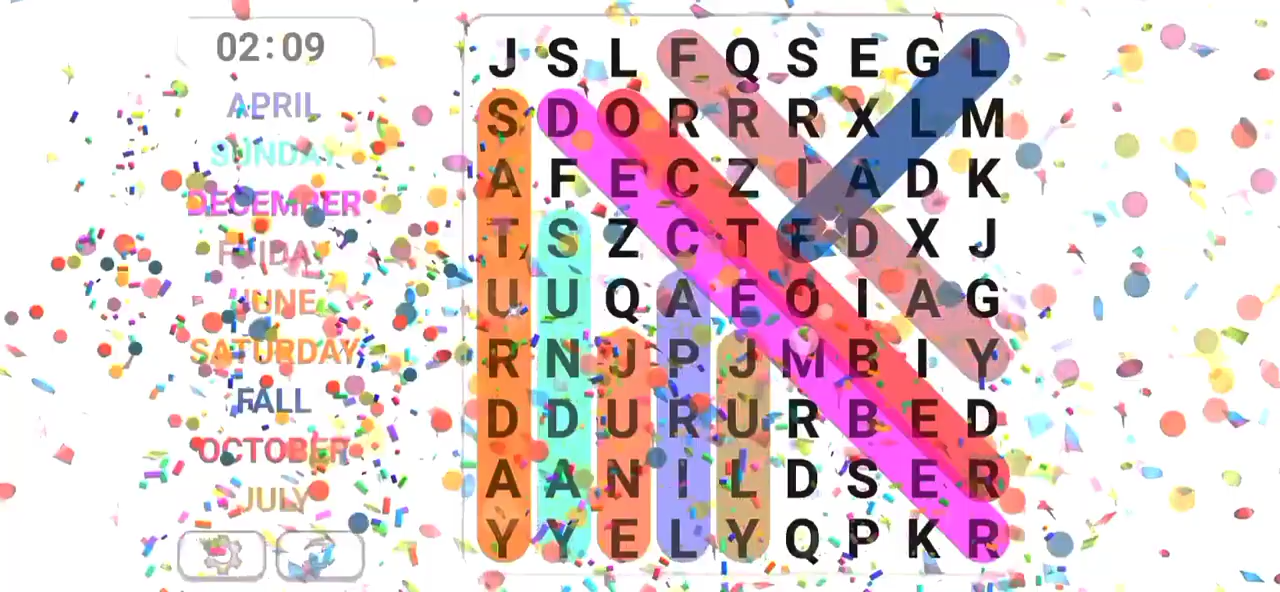 02:09
APRIL
SUNDAY
DECEMBER
FRIDAY
JUNE
SATURDAY
FALL
OCTOBER
JULY
J S L F Q S E G L
S D O R R R X L M
A F E C Z I A D K
T S Z C T F D X J
U U Q A E O I A G
R N J P J M B I Y
D D U R U R B E D
A A N I L D S E R
Y Y E L Y Q P K R